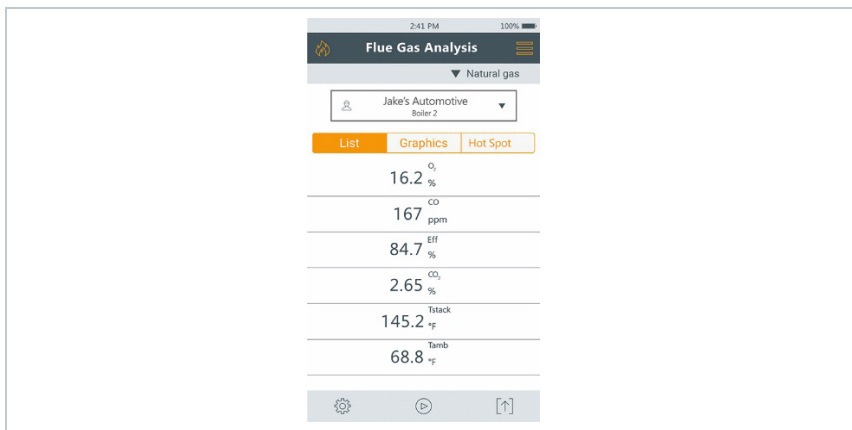 2:41 PM 100%
Flue Gas Analysis
▼ Natural gas
Jake's Automotive ▼
Boiler 2
List Graphics Hot Spot
16.2 O₂ %
167 CO ppm
84.7 Eff %
2.65 CO₂ %
145.2 Tstack °F
68.8 Tamb °F